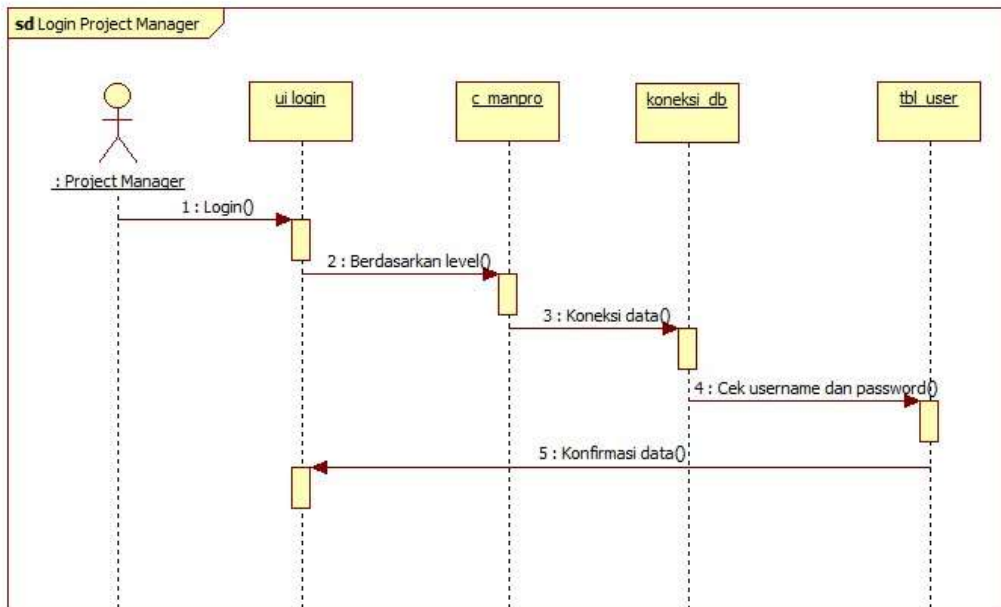 sd Login Project Manager
ui login
c_manpro
koneksi_db
tbl_user
: Project Manager
1 : Login()
2 : Berdasarkan level()
3 : Koneksi data()
4 : Cek username dan password()
5 : Konfirmasi data()